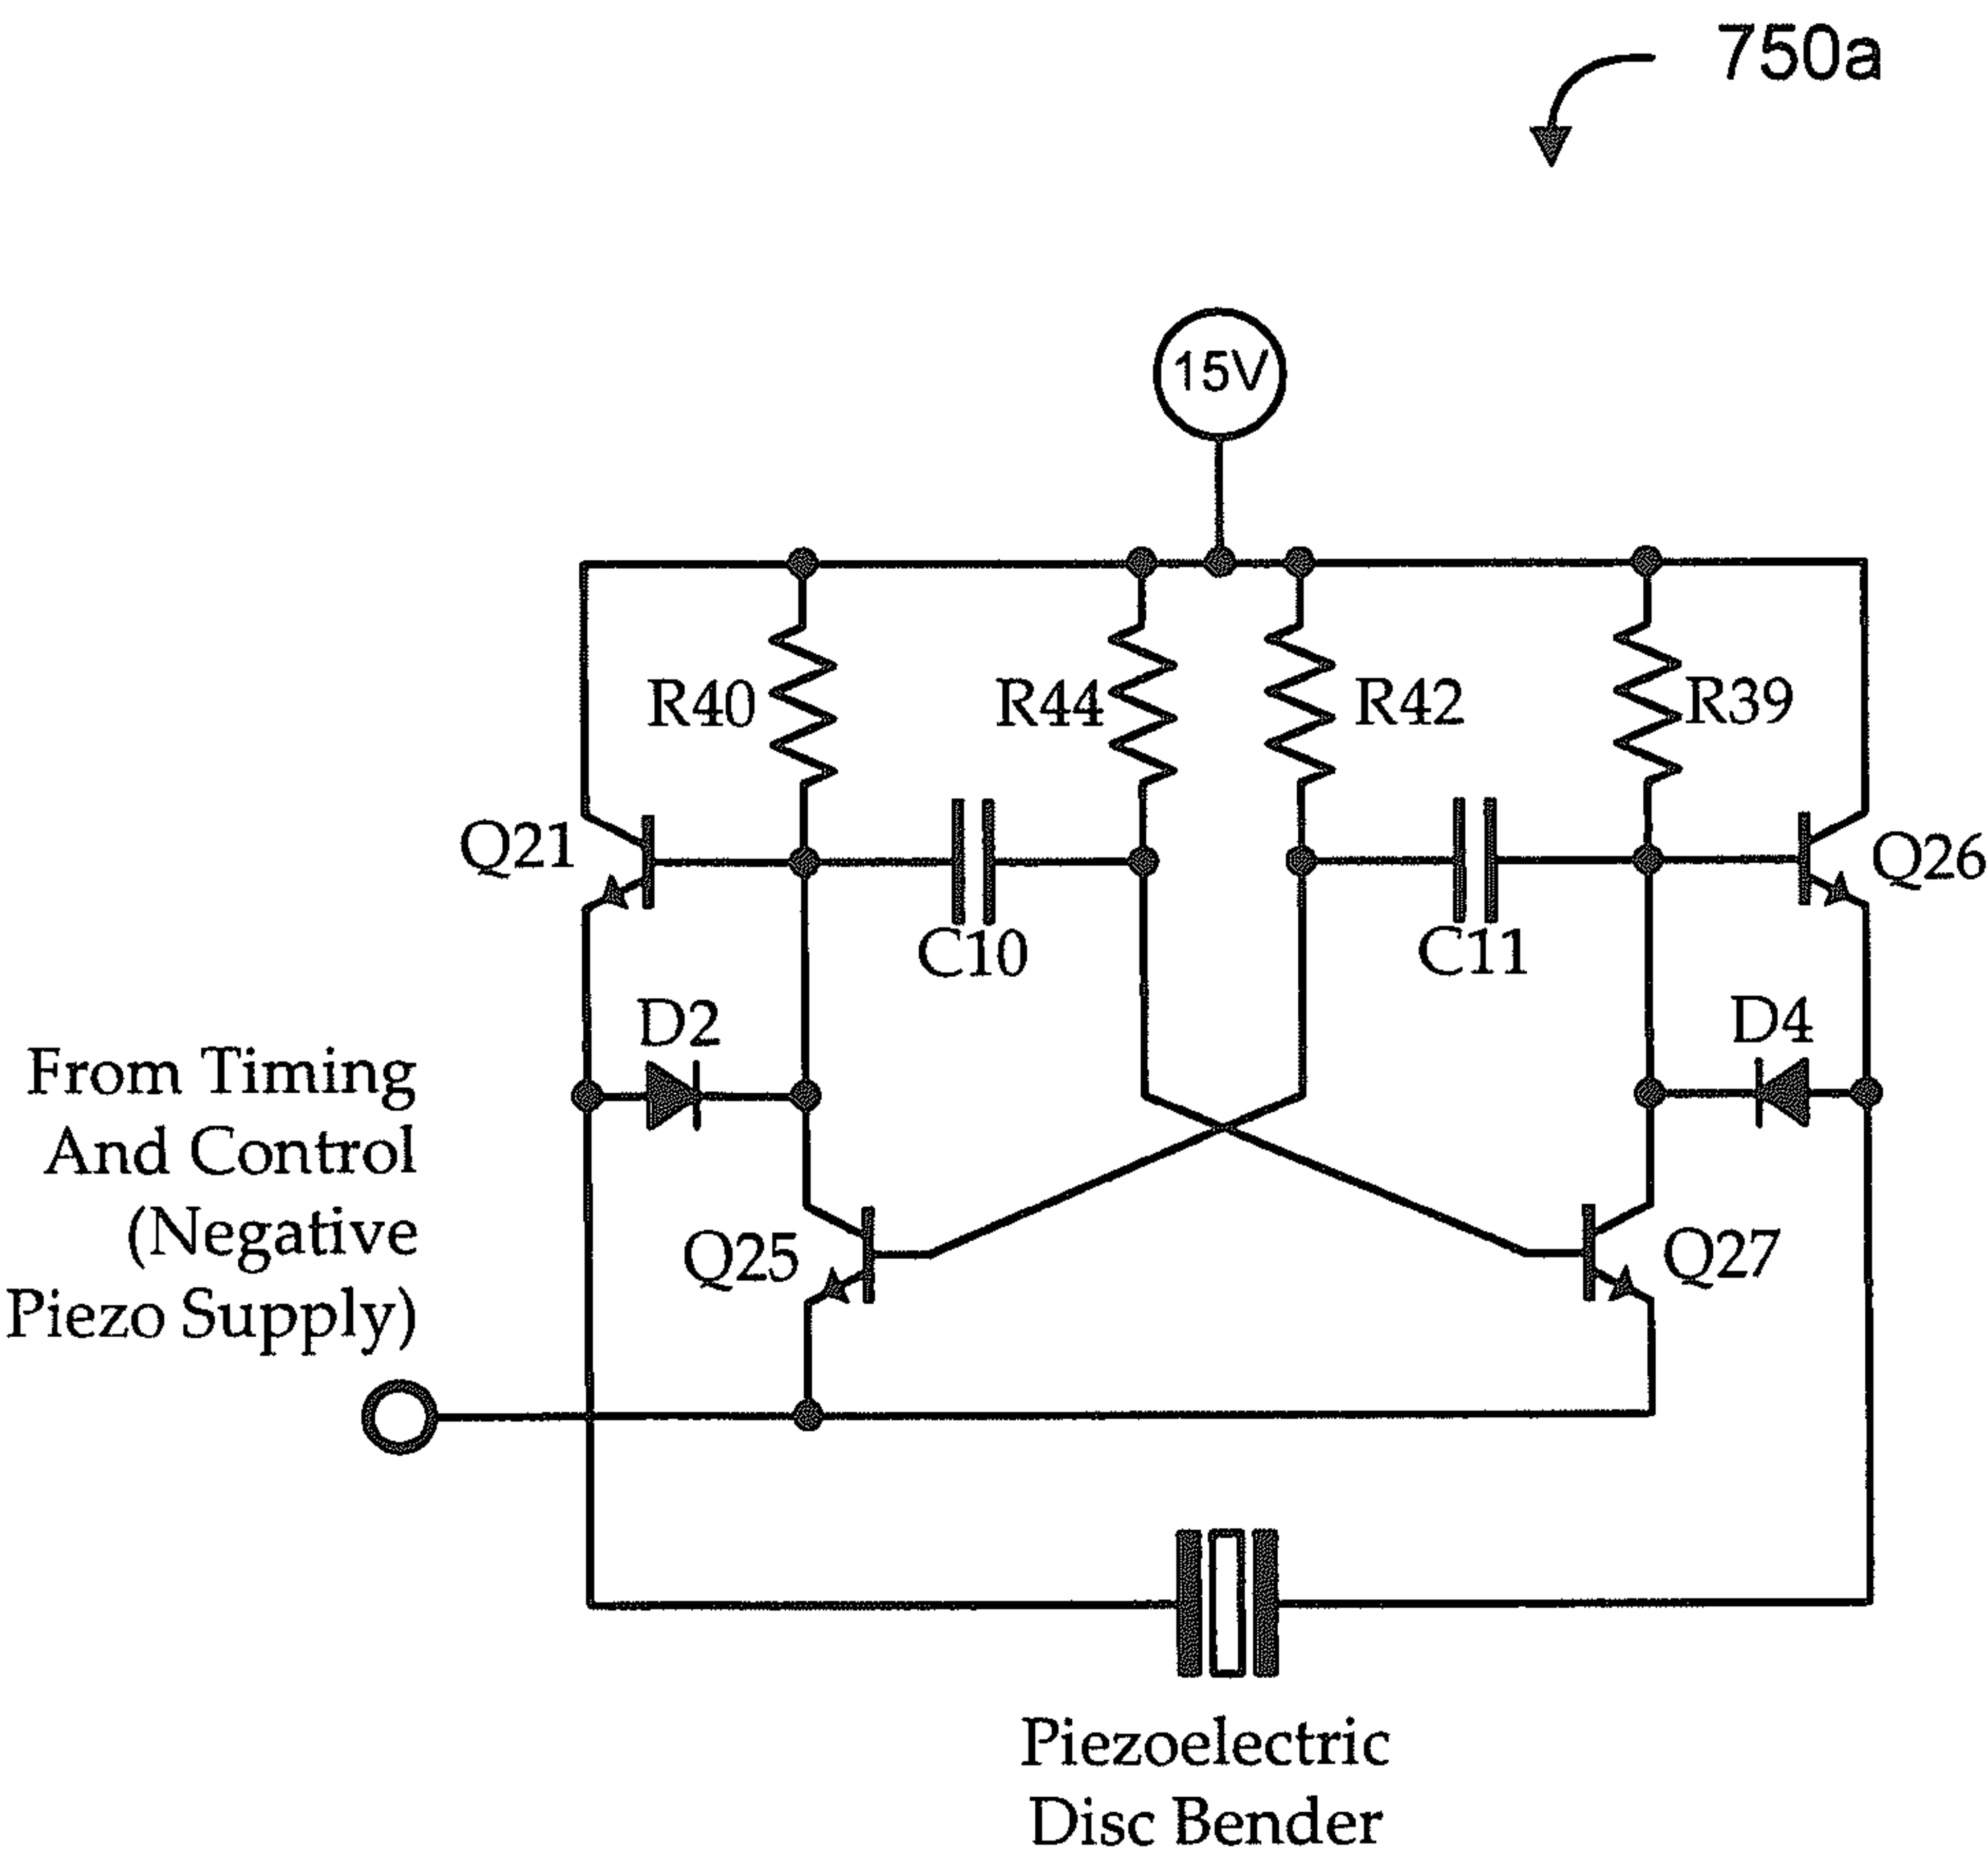 750a
15V
R40
R44
R42
R39
Q21
Q26
C10
C11
D2
D4
From Timing
And Control
(Negative
Piezo Supply)
Q25
Q27
Piezoelectric
Disc Bender